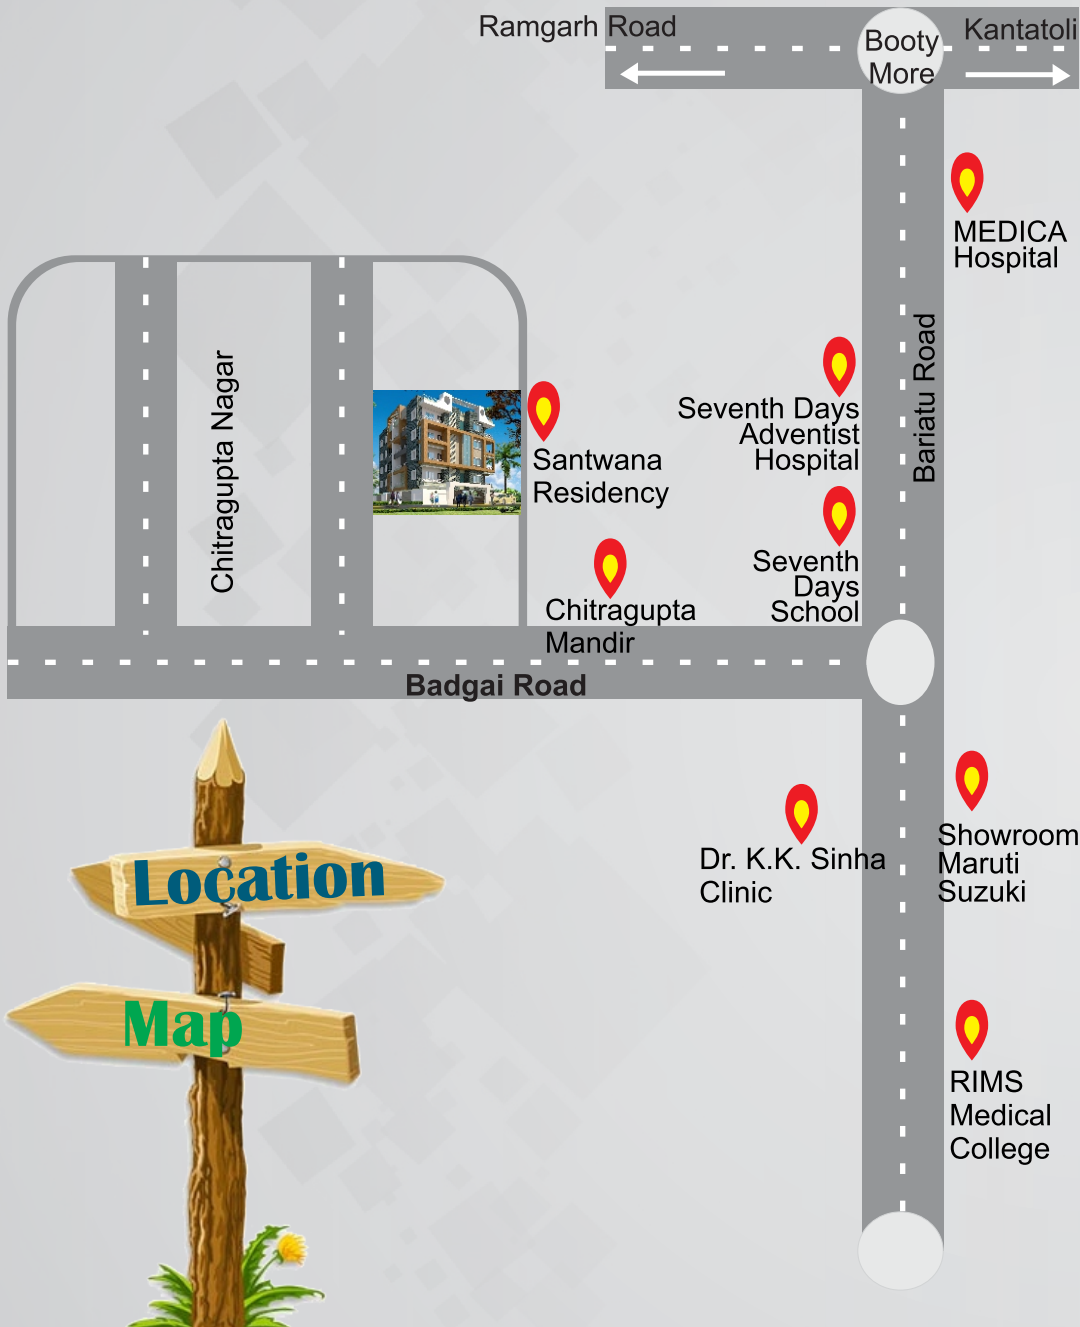 Ramgarh Road
Booty
More
Kantatoli
MEDICA
Hospital
Bariatu Road
Seventh Days
Adventist
Hospital
Chitragupta Nagar
Santwana
Residency
Seventh
Days
School
Chitragupta
Mandir
Badgai Road
Showroom
Maruti
Suzuki
Dr. K.K. Sinha
Clinic
Location
Map
RIMS
Medical
College